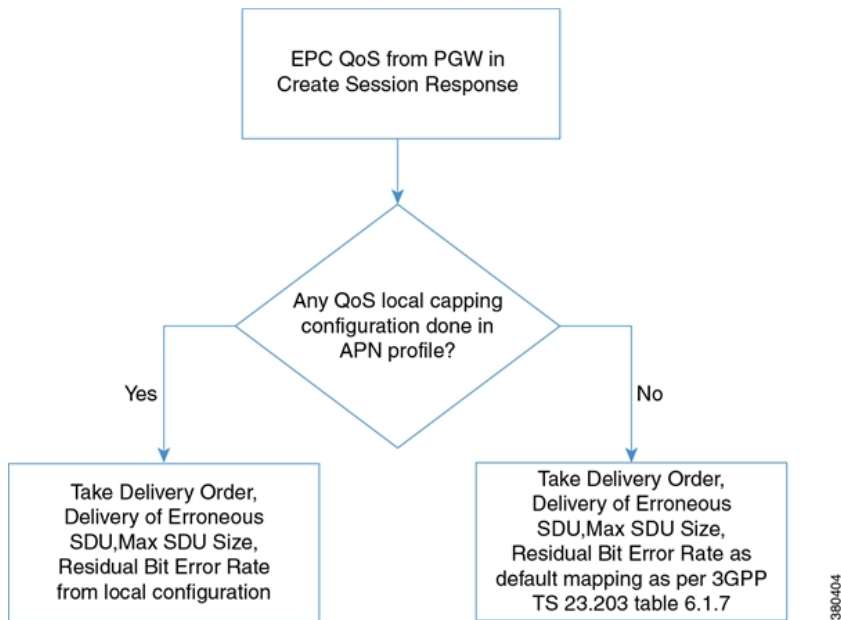 EPC QoS from PGW in
Create Session Response
Any QoS local capping
configuration done in
APN profile?
Yes
No
Take Delivery Order,
Delivery of Erroneous
SDU,Max SDU Size,
Residual Bit Error Rate
from local configuration
Take Delivery Order,
Delivery of Erroneous
SDU,Max SDU Size,
Residual Bit Error Rate as
default mapping as per 3GPP
TS 23.203 table 6.1.7
380404